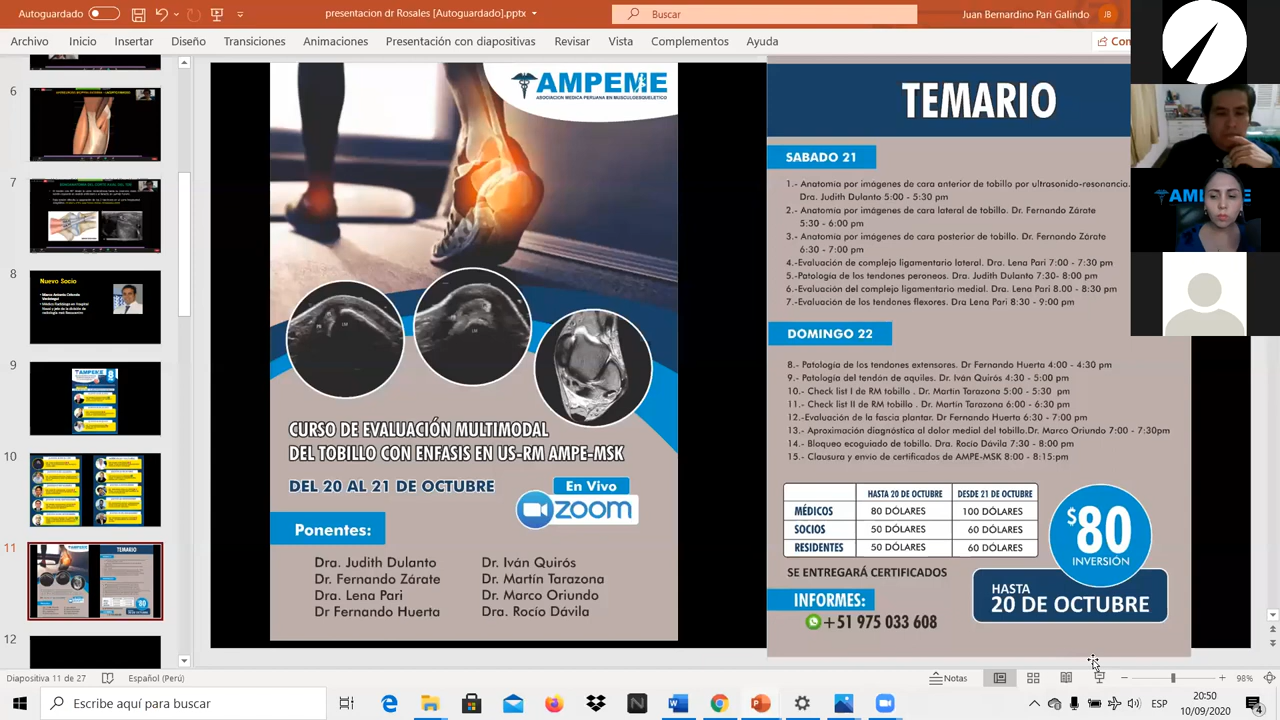 Autoguardado
presentacion dr Rosales [Autoguardado].pptx
Buscar
Juan Bernardino Pari Galindo
JB
Archivo
Inicio
Insertar
Diseño
Transiciones
Animaciones
Presentación con diapositivas
Revisar
Vista
Complementos
Ayuda
Com
6
8
Nuevo Socio
9
10
11
12
AMPEME
ASOCIACION MEDICA PERUANA EN MUSCULOESQUELETICO
CURSO DE EVALUACIÓN MULTIMODAL
DEL TOBILLO CON ENFASIS EN US-RM AMPE-MSK
DEL 20 AL 21 DE OCTUBRE
En Vivo
zoom
Ponentes:
Dra. Judith Dulanto
Dr. Fernando Zárate
Dra. Lena Pari
Dr Fernando Huerta
Dr. Iván Quirós
Dr. Martín Tarazona
Dr. Marco Oriundo
Dra. Rocío Dávila
TEMARIO
SABADO 21
1.- Anatomia por imágenes de cara anterior de tobillo por ultrasonido-resonancia.
Dra. Judith Dulanto 5:00 - 5:30 pm
2.- Anatomia por imágenes de cara lateral de tobillo. Dr. Fernando Zárate
5:30 - 6:00 pm
3.- Anatomia por imágenes de cara posterior de tobillo. Dr. Fernando Zárate
6:30 - 7:00 pm
4.-Evaluación de complejo ligamentario lateral. Dra. Lena Pari 7:00 - 7:30 pm
5.-Patología de los tendones peroneos. Dra. Judith Dulanto 7:30- 8:00 pm
6.-Evaluación del complejo ligamentario medial. Dra. Lena Pari 8.00 - 8:30 pm
7.-Evaluación de los tendones flexores. Dra Lena Pari 8:30 - 9:00 pm
DOMINGO 22
8.- Patología de los tendones extensores. Dr Fernando Huerta 4:00 - 4:30 pm
9.- Patología del tendón de aquiles. Dr. Iván Quirós 4:30 - 5:00 pm
10.- Check list I de RM tobillo . Dr. Martín Tarazona 5:00 - 5:30 pm
11.- Check list II de RM tobillo . Dr. Martín Tarazona 6:00 - 6:30 pm
12.-Evaluación de la fascia plantar. Dr Fernando Huerta 6:30 - 7:00 pm
13.- Aproximación diagnóstica al dolor medial del tobillo.Dr. Marco Oriundo 7:00 - 7:30pm
14.- Bloqueo ecoguiado de tobillo. Dra. Rocío Dávila 7:30 - 8:00 pm
15.- Clausura y envio de certificados de AMPE-MSK 8:00 - 8:15:pm
HASTA 20 DE OCTUBRE DESDE 21 DE OCTUBRE
MÉDICOS 80 DÓLARES 100 DÓLARES
SOCIOS 50 DÓLARES 60 DÓLARES
RESIDENTES 50 DÓLARES 60 DÓLARES
$80
INVERSIÓN
SE ENTREGARÁ CERTIFICADOS
HASTA
20 DE OCTUBRE
INFORMES:
+51 975 033 608
Diapositiva 11 de 27
Español (Perú)
Notas
98%
Escribe aquí para buscar
ESP
20:50
10/09/2020
4